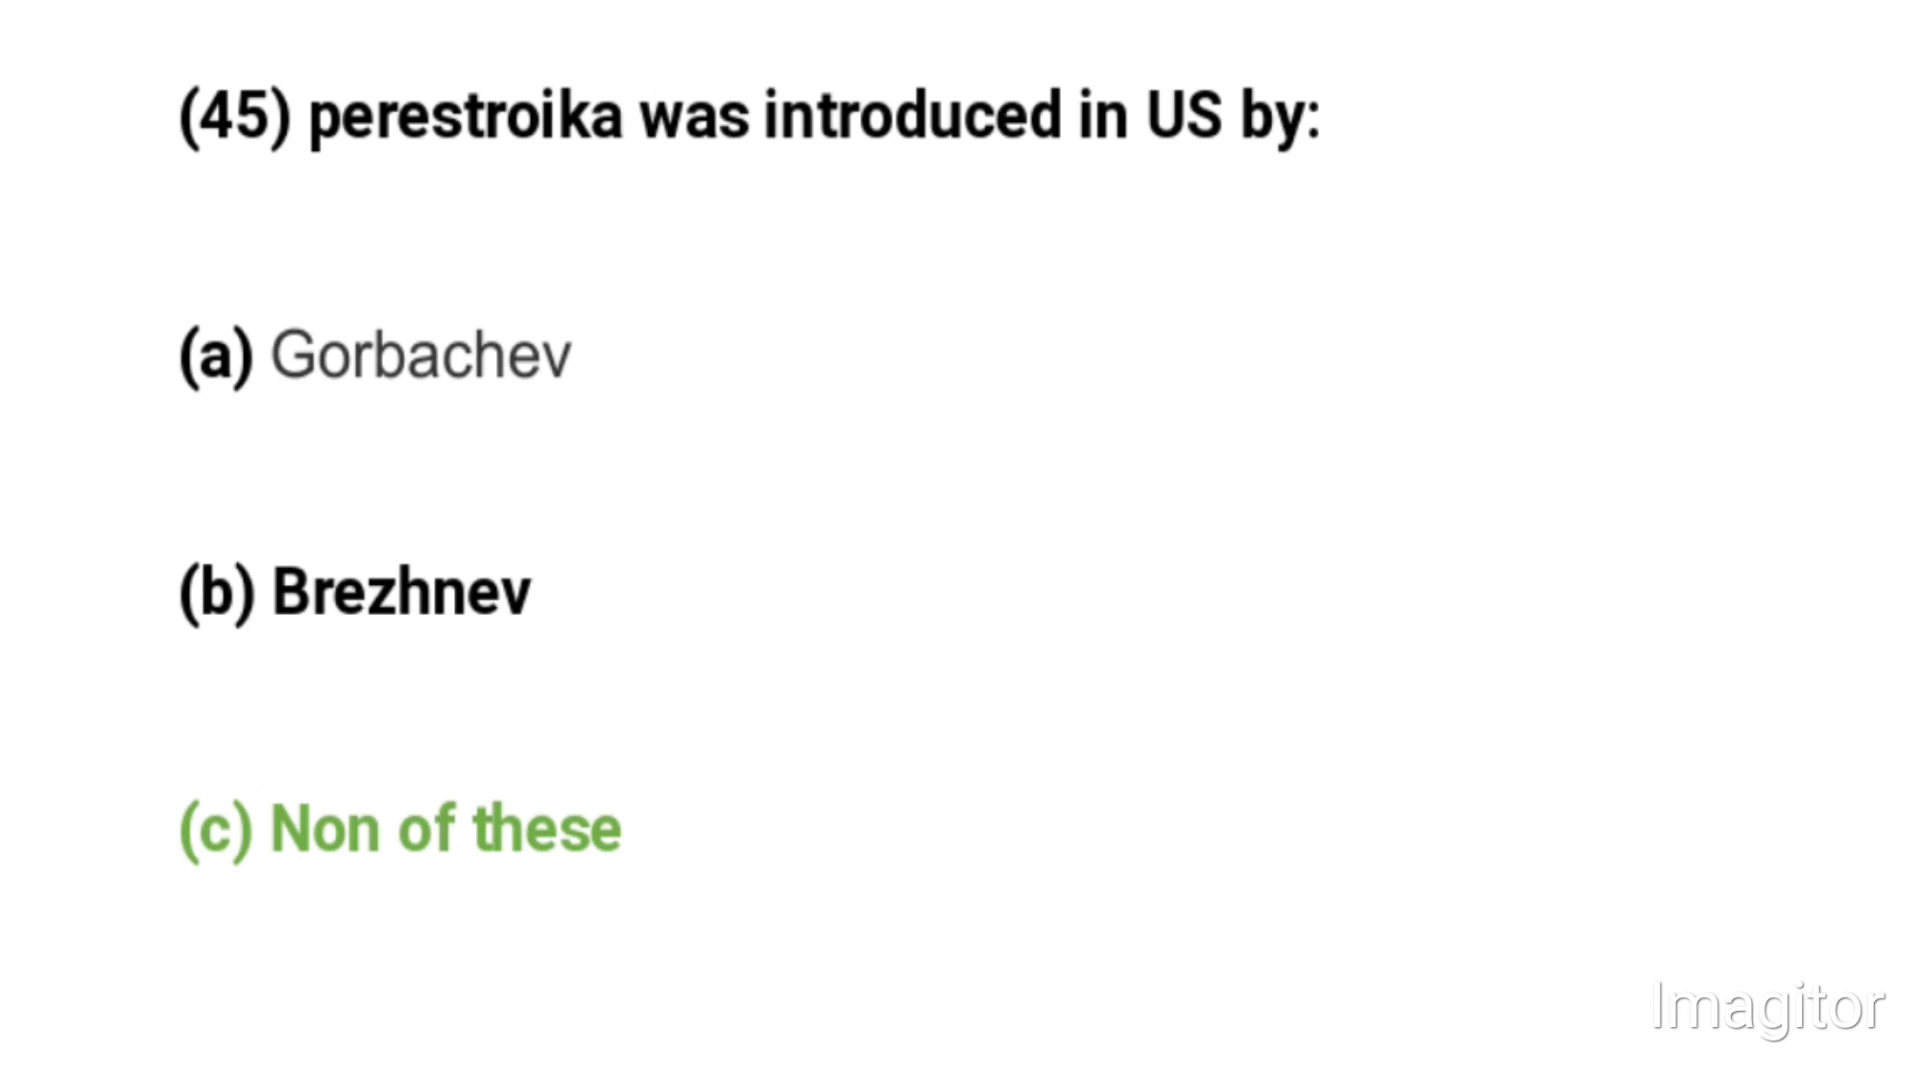 (45) perestroika was introduced in US by:
(a) Gorbachev
(b) Brezhnev
(c) Non of these
Imagitor